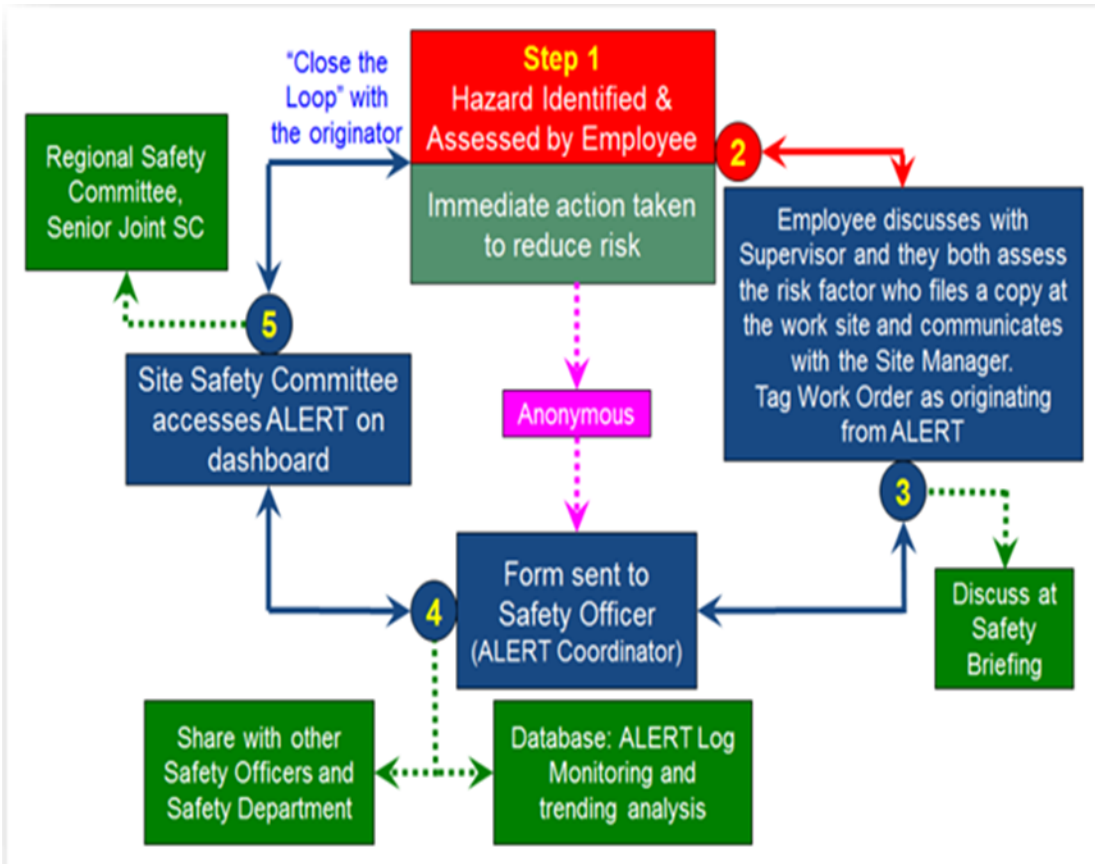 Step 1
Hazard Identified &
Assessed by Employee
Immediate action taken
to reduce risk
“Close the
Loop” with
the originator
Regional Safety
Committee,
Senior Joint SC
2
Employee discusses with
Supervisor and they both assess
the risk factor who files a copy at
the work site and communicates
with the Site Manager.
Tag Work Order as originating
from ALERT
5
Site Safety Committee
accesses ALERT on
dashboard
Anonymous
3
Discuss at
Safety
Briefing
4
Form sent to
Safety Officer
(ALERT Coordinator)
Share with other
Safety Officers and
Safety Department
Database: ALERT Log
Monitoring and
trending analysis